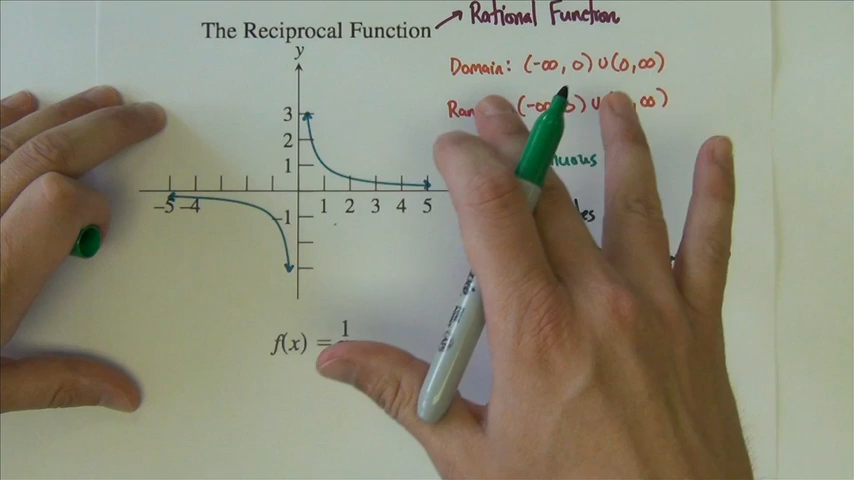 Rational Function
The Reciprocal Function
y
Domain: (-∞, 0) ∪ (0, ∞)
(-∞ ∞)
3
2
1
-5 -4 -1 1 2 3 4 5
f(x) = 1